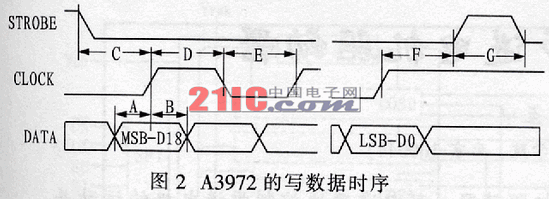 STROBE
C D E F G
CLOCK
21IC中国电子网.COM
A B
DATA MSB-D18 LSB-D0
图 2 A3972 的写数据时序